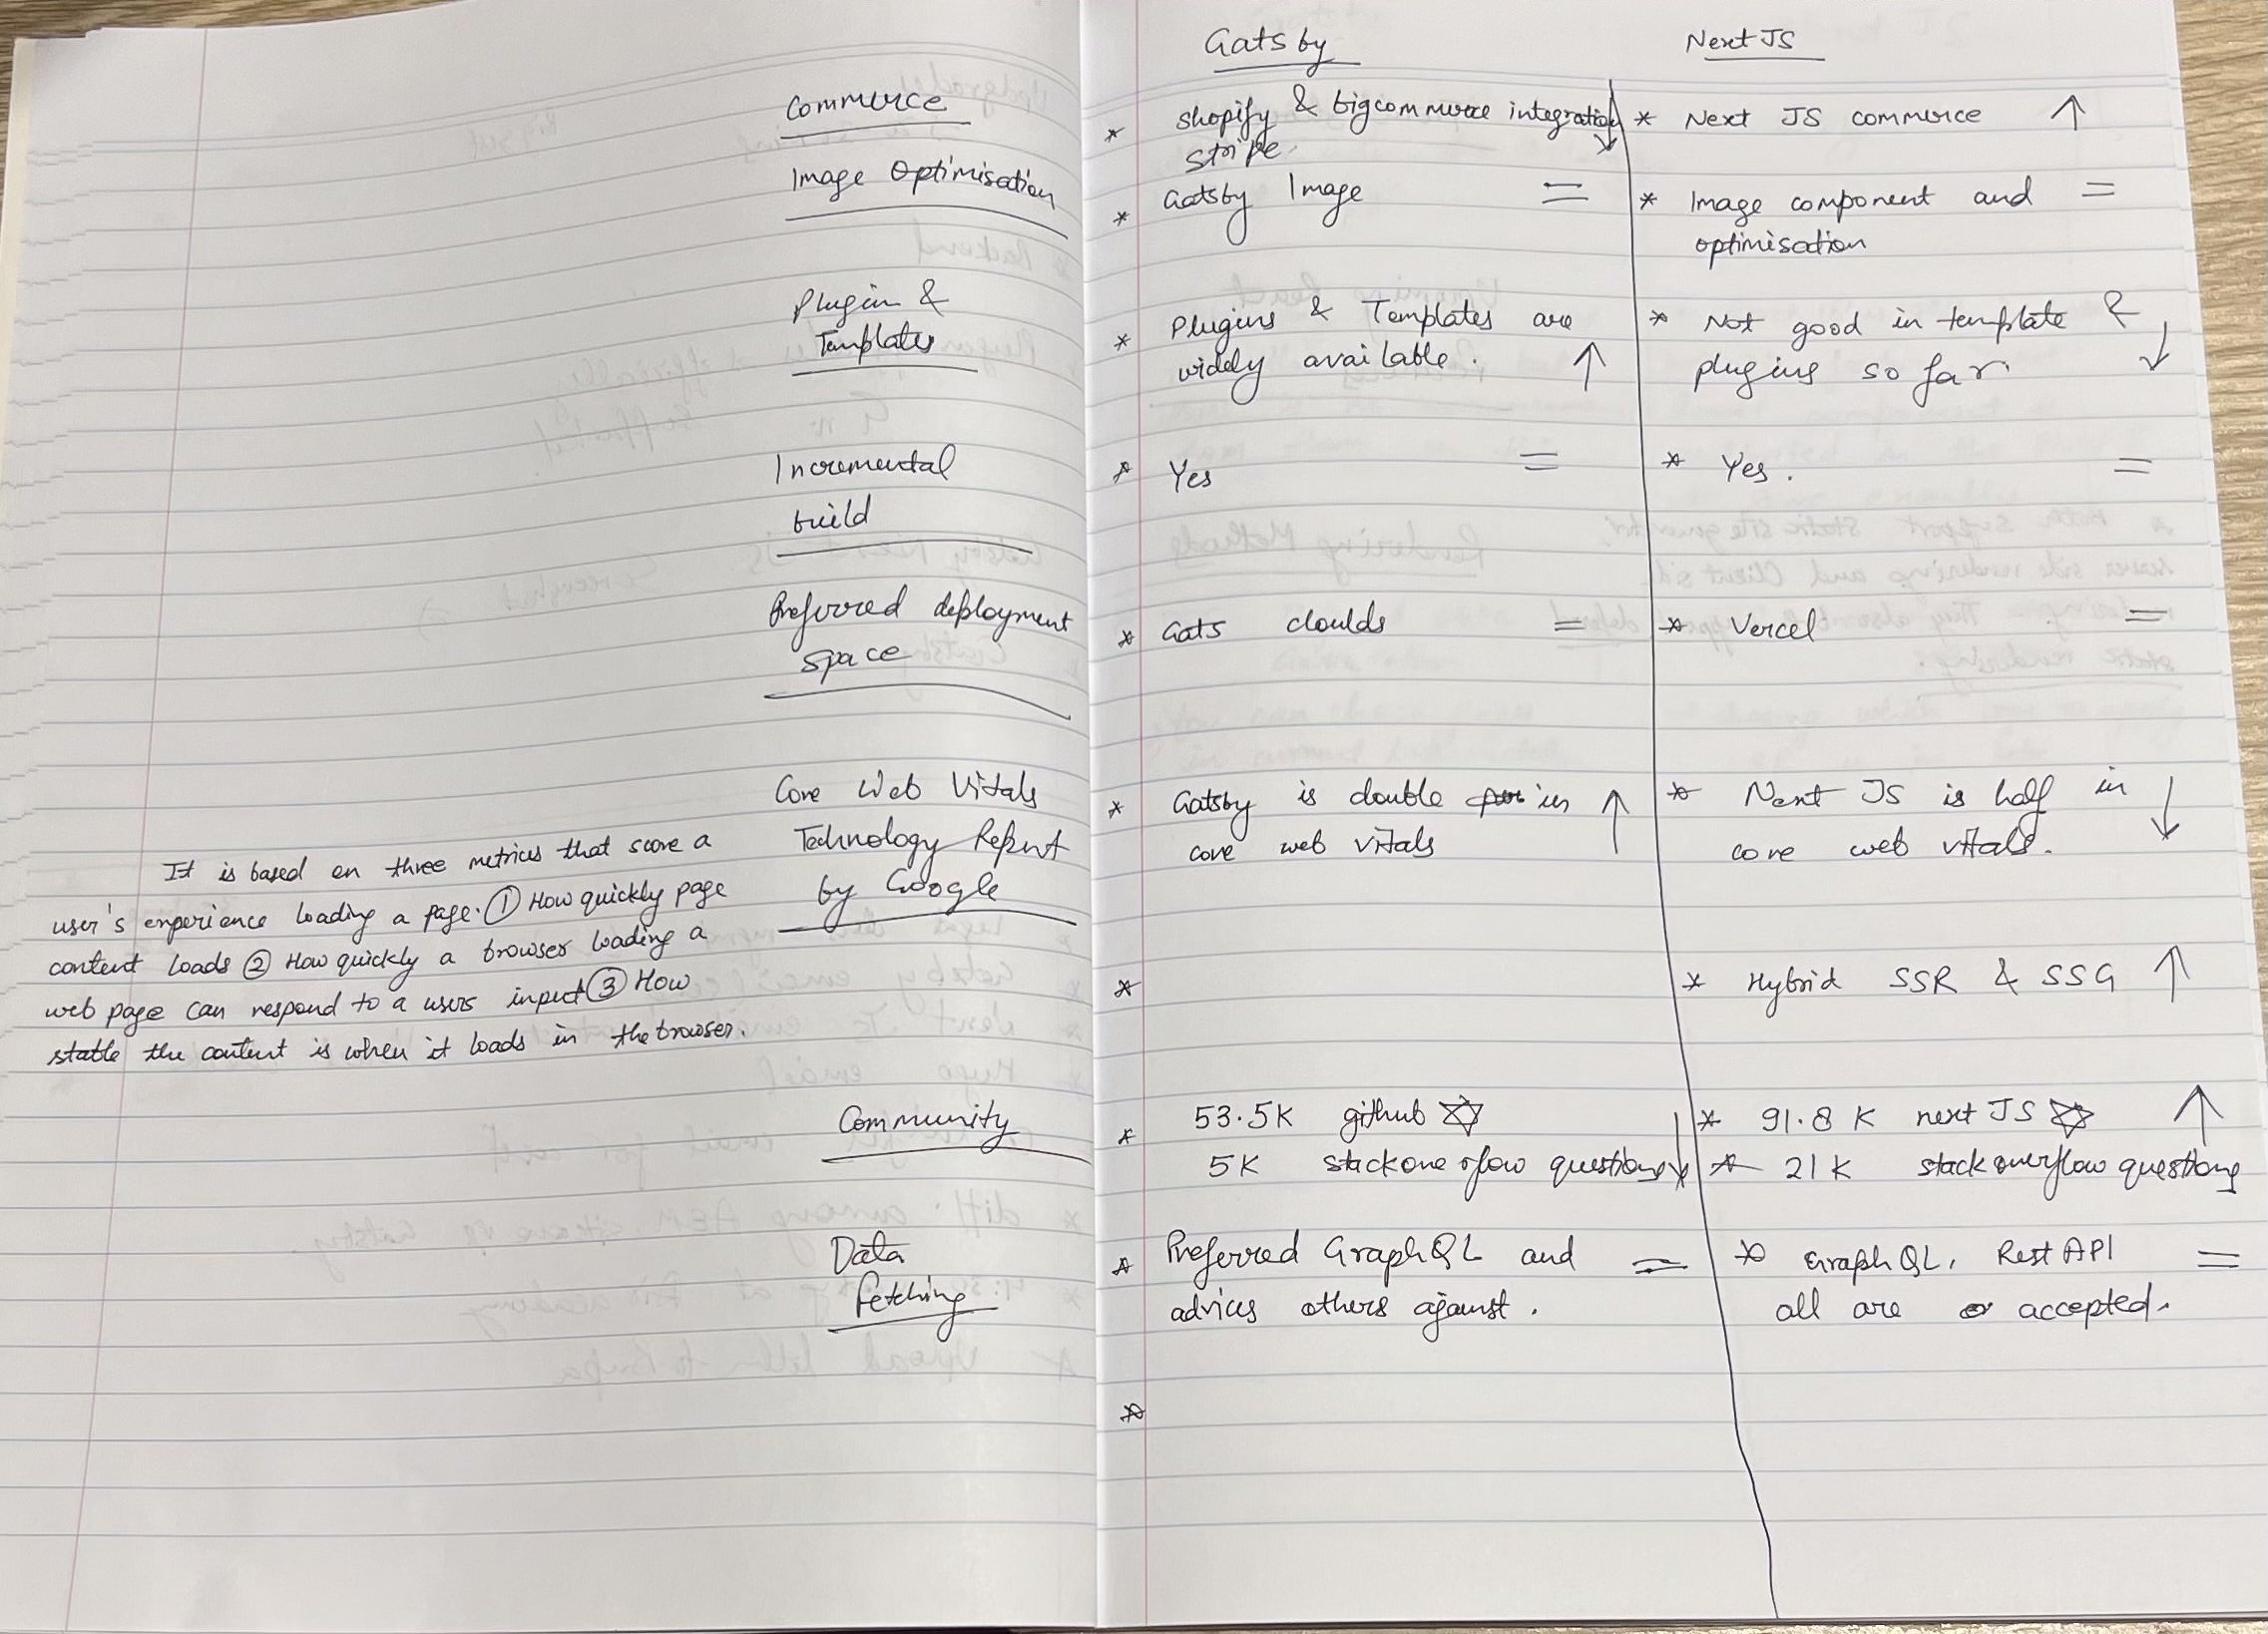 Gatsby Next JS
Commerce * shopify & bigcommerce integration ↓ * Next JS commerce ↑
stripe.
Image Optimisation * Gatsby Image = * Image component and =
optimisation
Plugin & * Plugins & Templates are * Not good in template &
Templates widely available. ↑ plugins so far. ↓
Incremental * Yes = * Yes. =
build
Preferred deployment * Gats cloulds = * Vercel =
space
Core Web Vitals * Gatsby is double in ↑ * Next JS is half in ↓
Technology Report core web vitals core web vitals.
by Google
It is based on three metrics that score a
user's experience loading a page. ① How quickly page
content loads ② How quickly a browser loading a
web page can respond to a users input ③ How
stable the content is when it loads in the browser.
* * Hybrid SSR & SSG ↑
Community * 53.5K github ✡ ↓ * 91.8 K next JS ✡ ↑
5K stackoverflow questions * 21K stack overflow questions
Data * Preferred GraphQL and = * GraphQL, Rest API =
fetching advices others against. all are accepted.
*